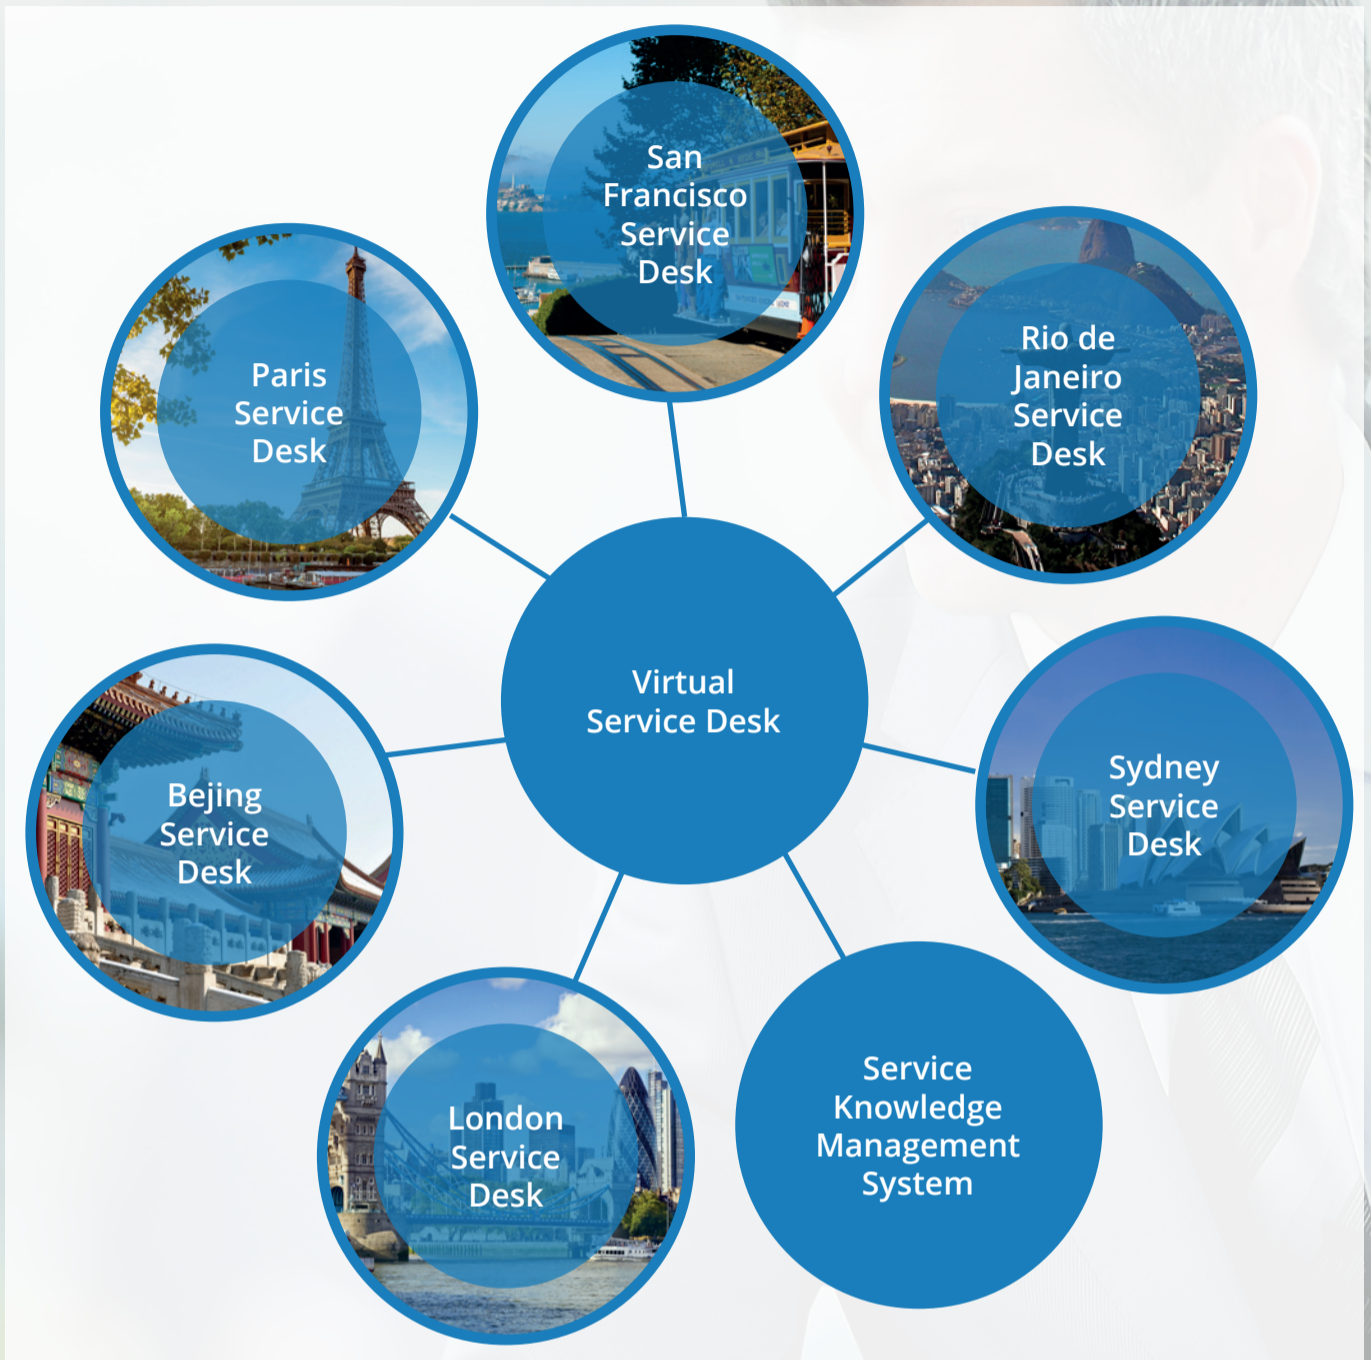 San
Francisco
Service
Desk
Paris
Service
Desk
Rio de
Janeiro
Service
Desk
Virtual
Service Desk
Bejing
Service
Desk
Sydney
Service
Desk
London
Service
Desk
Service
Knowledge
Management
System